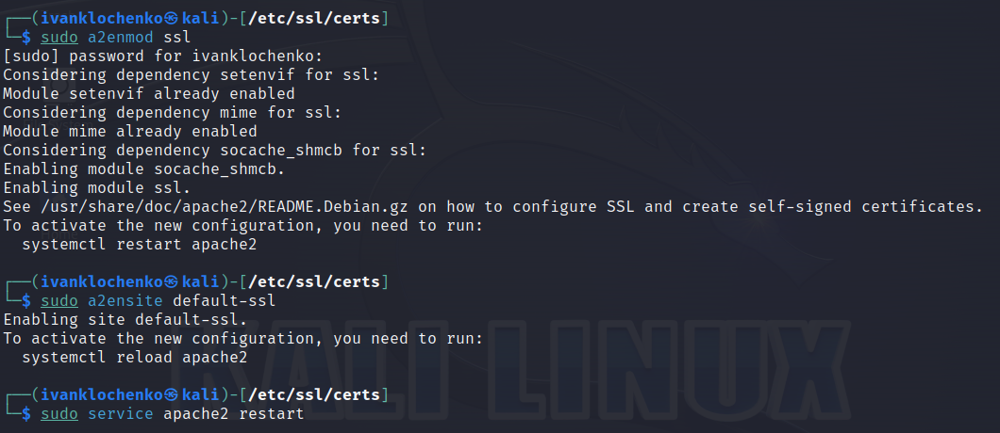 ┌──(ivanklochenko㉿kali)-[/etc/ssl/certs]
└─$ sudo a2enmod ssl
[sudo] password for ivanklochenko:
Considering dependency setenvif for ssl:
Module setenvif already enabled
Considering dependency mime for ssl:
Module mime already enabled
Considering dependency socache_shmcb for ssl:
Enabling module socache_shmcb.
Enabling module ssl.
See /usr/share/doc/apache2/README.Debian.gz on how to configure SSL and create self-signed certificates.
To activate the new configuration, you need to run:
  systemctl restart apache2
┌──(ivanklochenko㉿kali)-[/etc/ssl/certs]
└─$ sudo a2ensite default-ssl
Enabling site default-ssl.
To activate the new configuration, you need to run:
  systemctl reload apache2
KALI LINUX
┌──(ivanklochenko㉿kali)-[/etc/ssl/certs]
└─$ sudo service apache2 restart